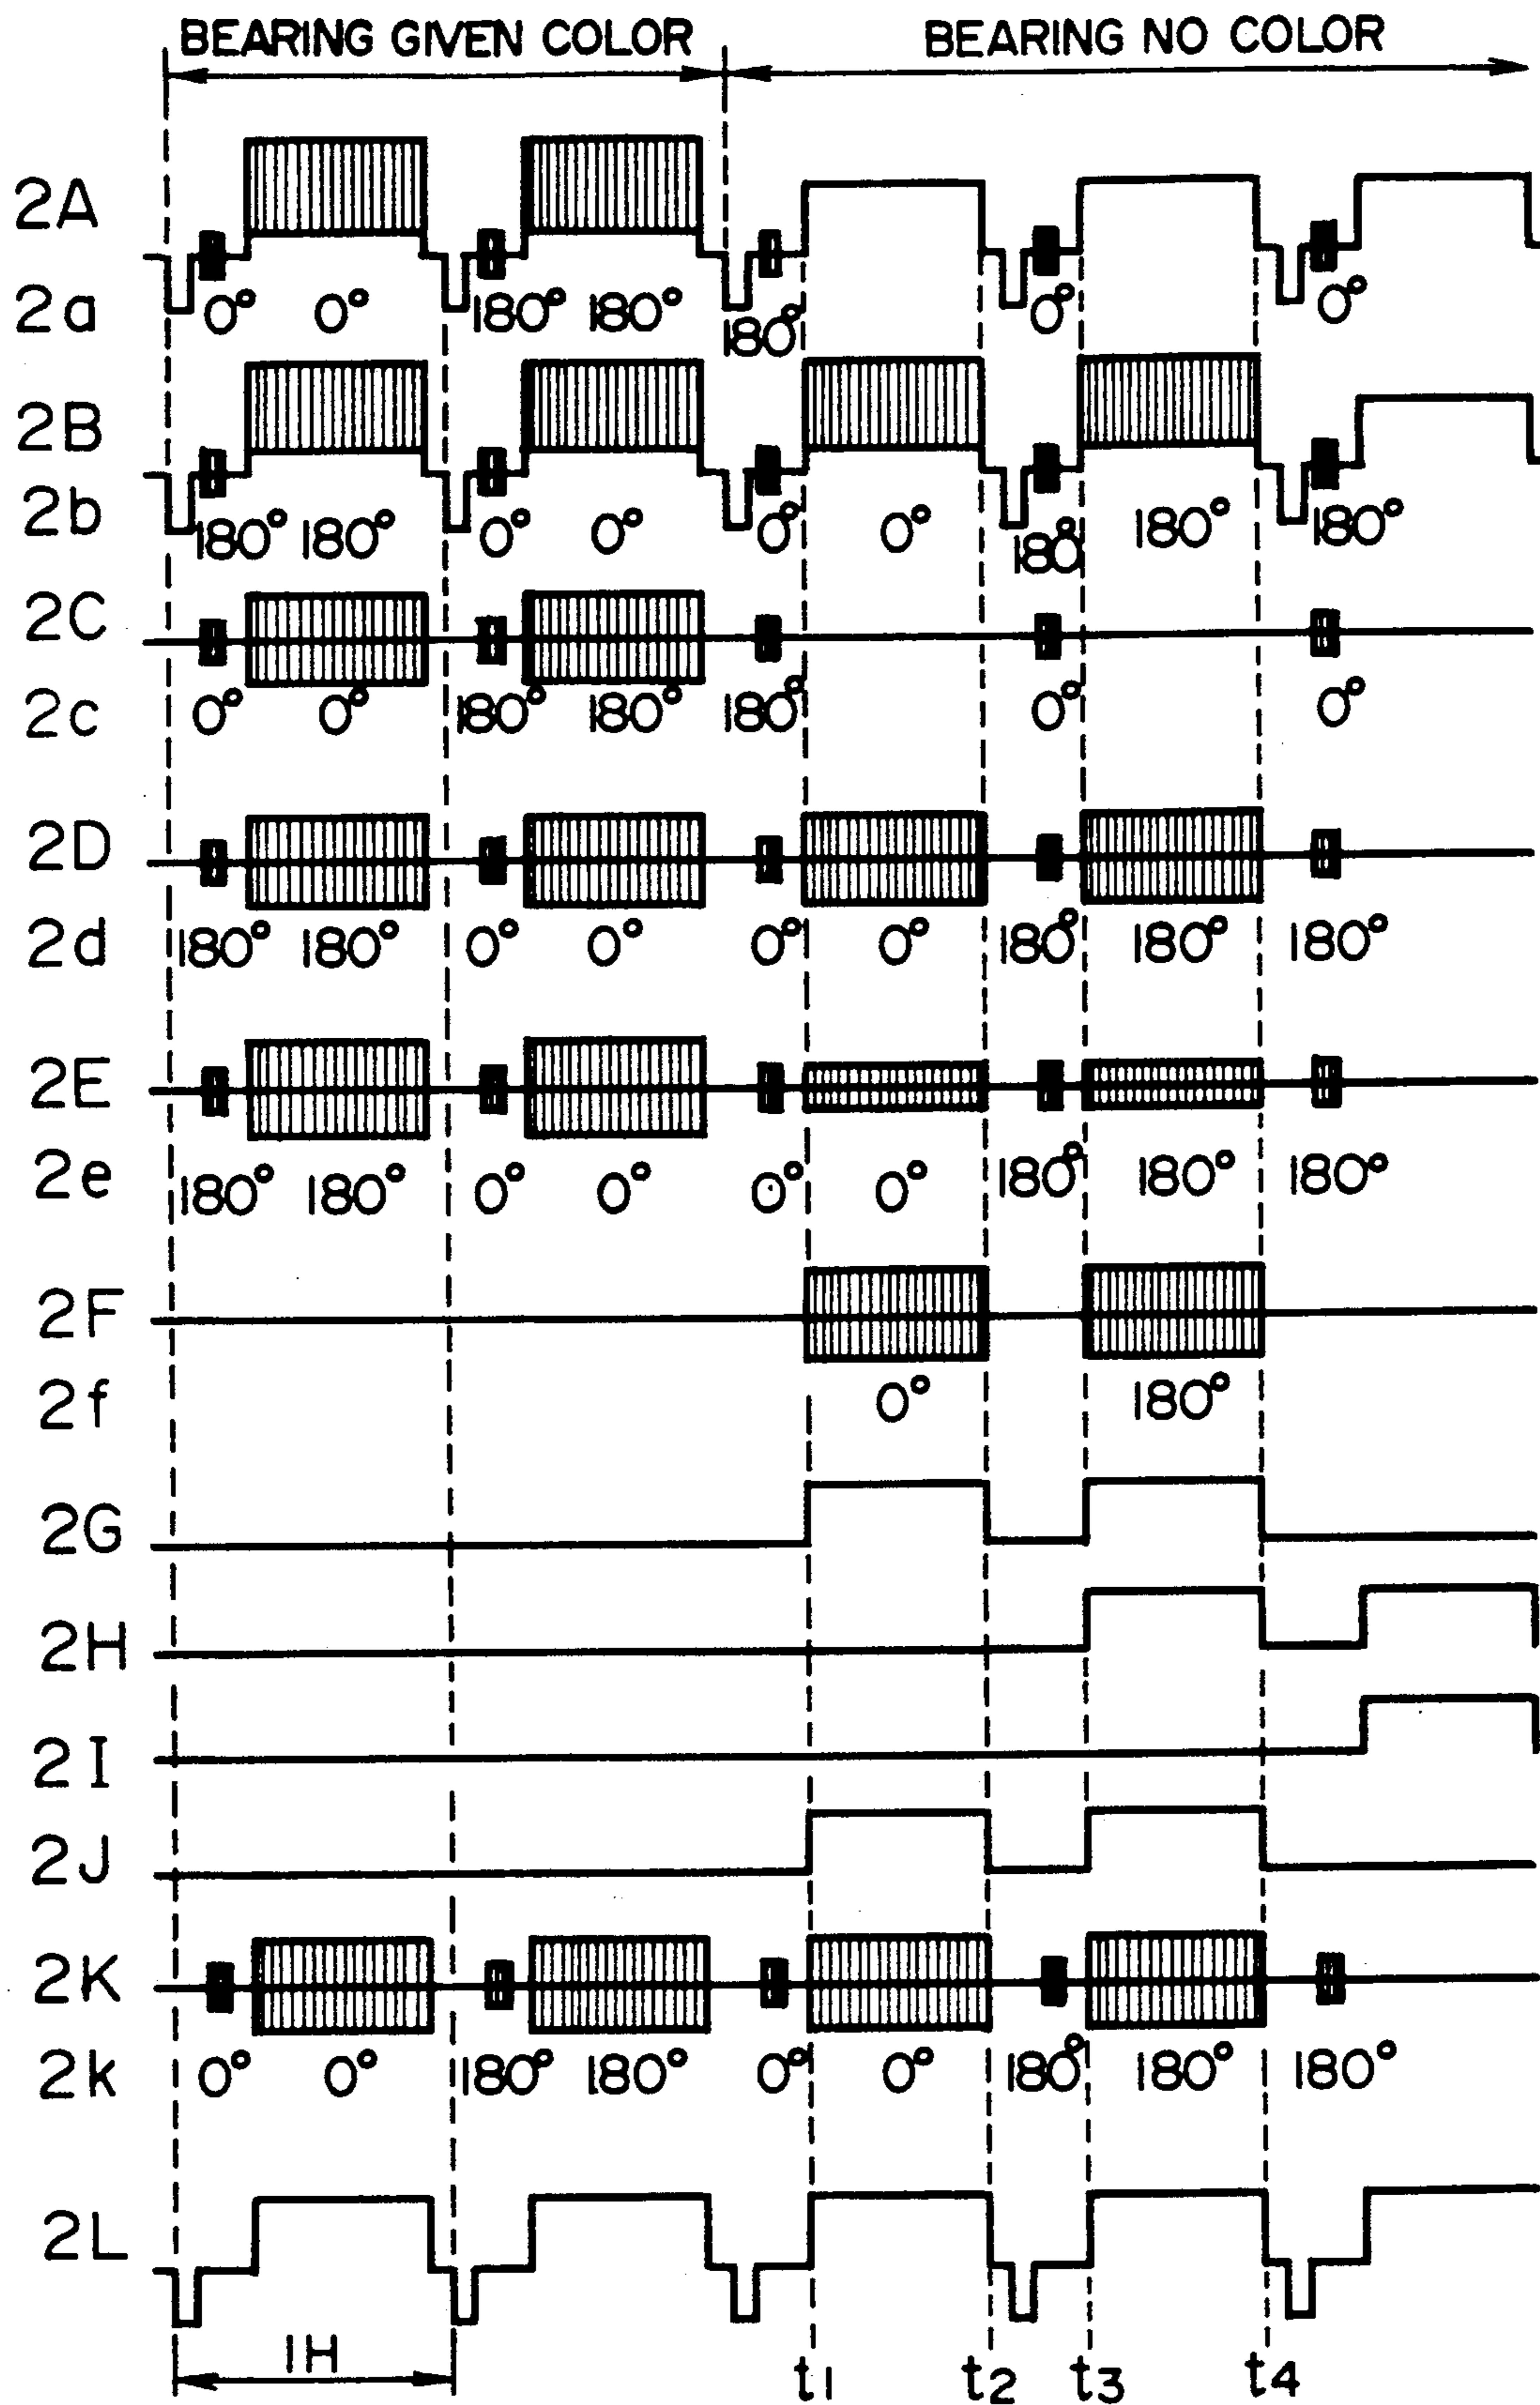 BEARING GIVEN COLOR BEARING NO COLOR
2A
2a 0° 0° 180° 180° 180° 0° 0°
2B
2b 180° 180° 0° 0° 0° 0° 180° 180° 180°
2C
2c 0° 0° 180° 180° 180° 0° 0°
2D
2d 180° 180° 0° 0° 0° 0° 180° 180° 180°
2E
2e 180° 180° 0° 0° 0° 0° 180° 180° 180°
2F
2f 0° 180°
2G
2H
2I
2J
2K
2k 0° 0° 180° 180° 0° 0° 180° 180° 180°
2L
1H
t1 t2 t3 t4